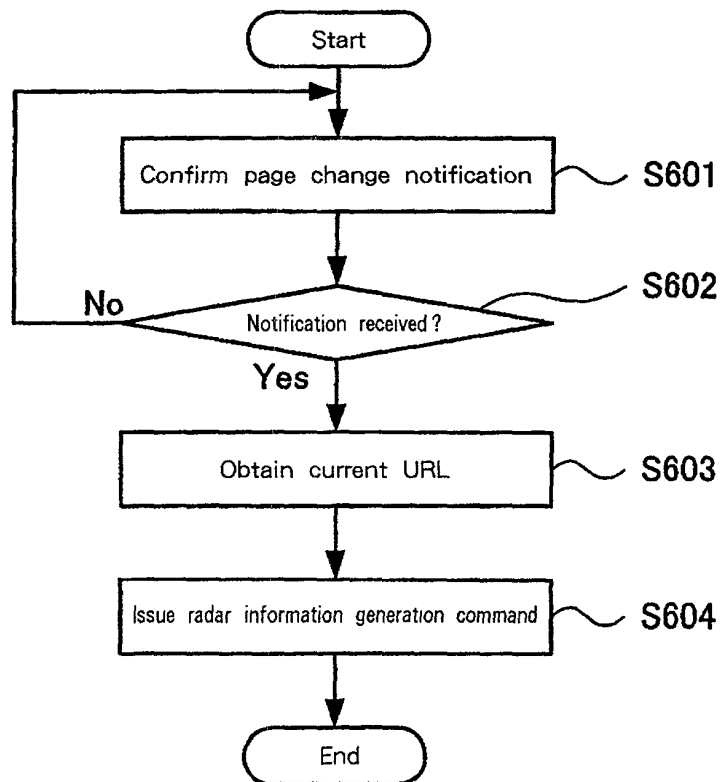 Start
Confirm page change notification
S601
S602
No
Notification received?
Yes
Obtain current URL
S603
Issue radar information generation command
S604
End